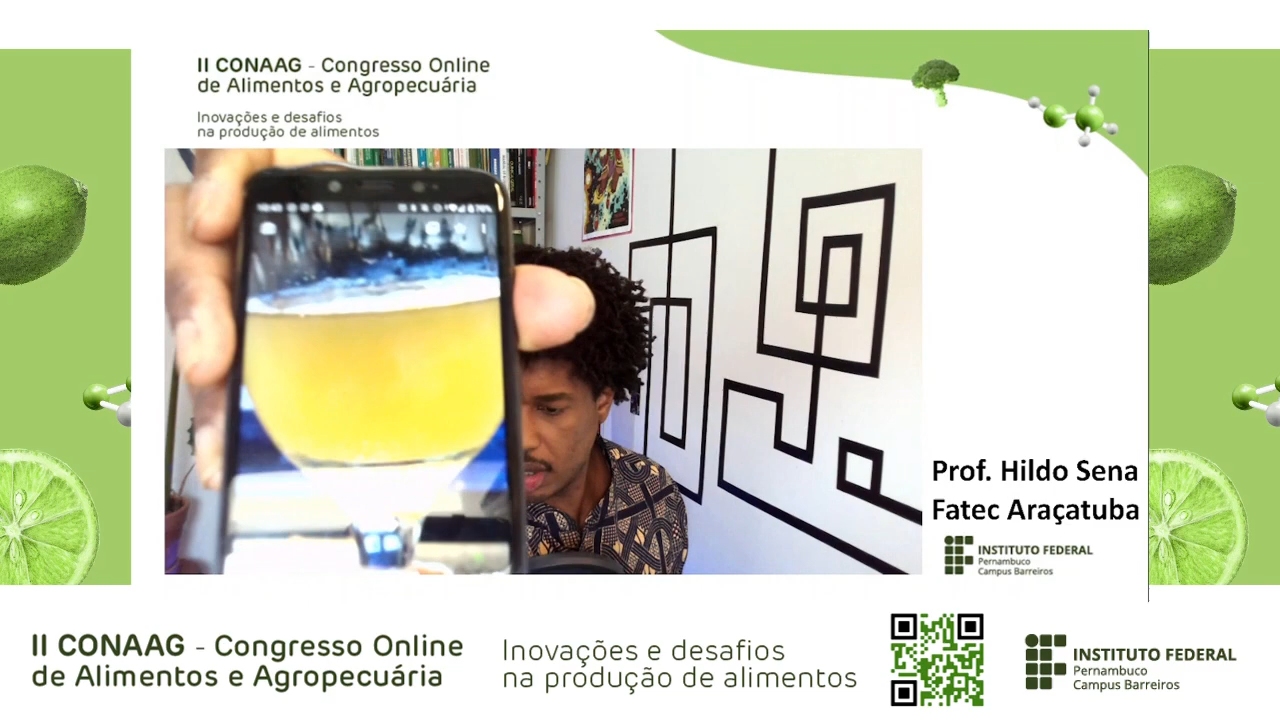 II CONAAG - Congresso Online
de Alimentos e Agropecuária
Inovações e desafios
na produção de alimentos
Prof. Hildo Sena
Fatec Araçatuba
INSTITUTO FEDERAL
Pernambuco
Campus Barreiros
II CONAAG - Congresso Online
de Alimentos e Agropecuária
Inovações e desafios
na produção de alimentos
INSTITUTO FEDERAL
Pernambuco
Campus Barreiros